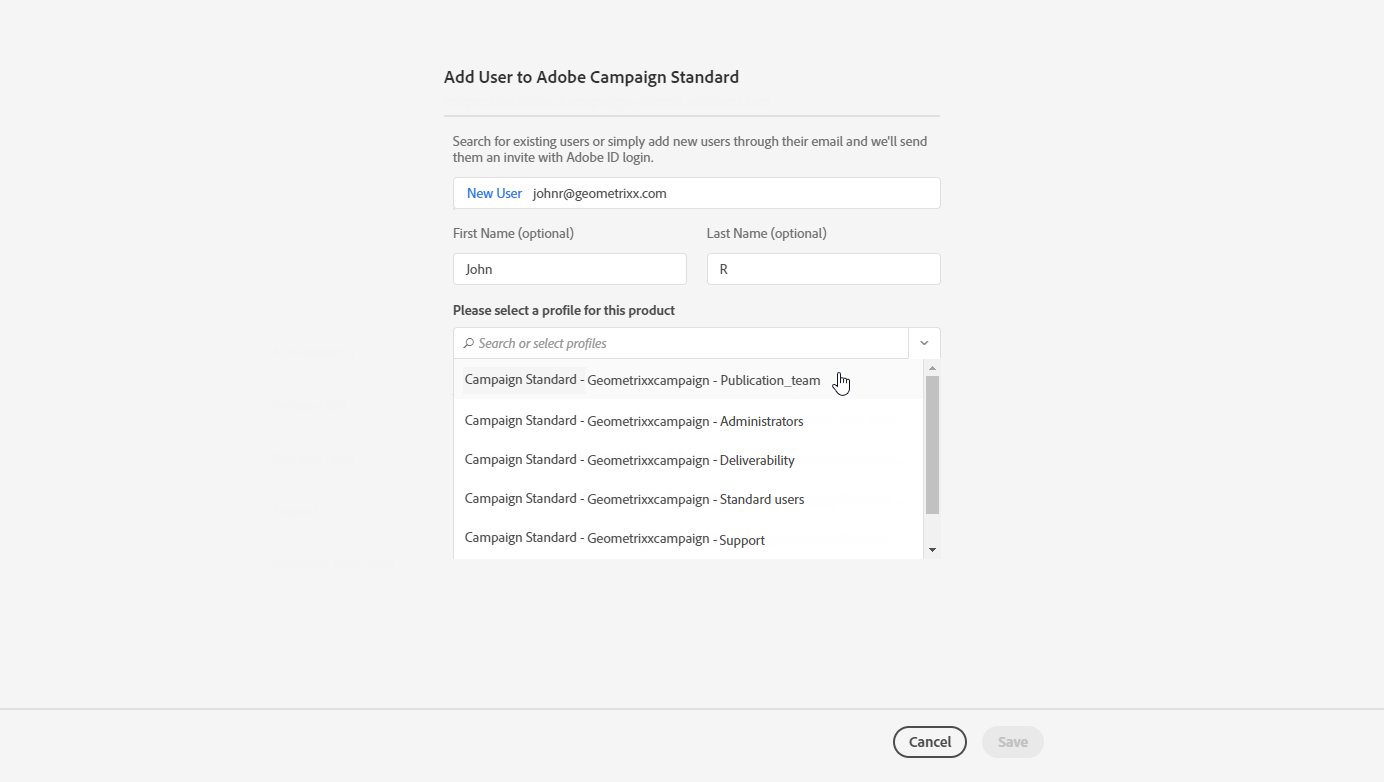 Add User to Adobe Campaign Standard
Search for existing users or simply add new users through their email and we'll send
them an invite with Adobe ID login.
New User johnr@geometrixx.com
First Name (optional) Last Name (optional)
John R
Please select a profile for this product
Search or select profiles
Campaign Standard - Geometrixxcampaign - Publication_team
Campaign Standard - Geometrixxcampaign - Administrators
Campaign Standard - Geometrixxcampaign - Deliverability
Campaign Standard - Geometrixxcampaign - Standard users
Campaign Standard - Geometrixxcampaign - Support
Cancel Save